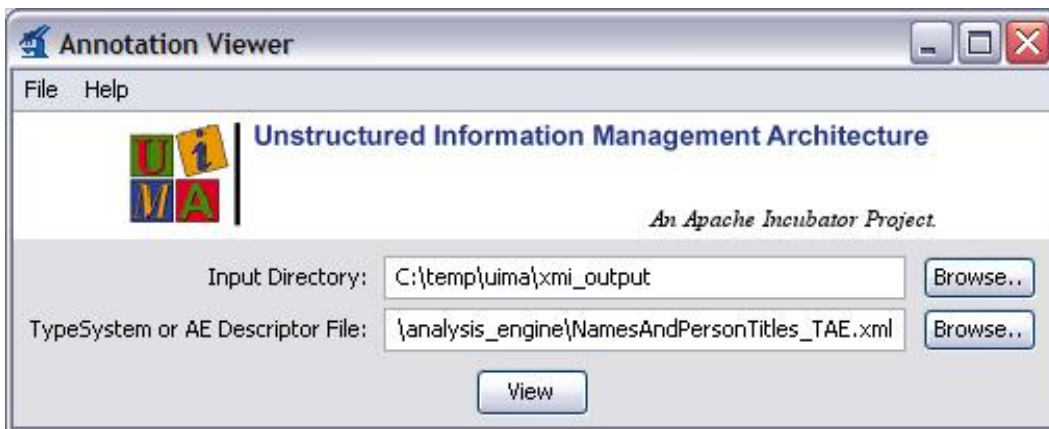 Annotation Viewer
File Help
UiMA
Unstructured Information Management Architecture
An Apache Incubator Project.
Input Directory: C:\temp\uima\xmi_output Browse..
TypeSystem or AE Descriptor File: \analysis_engine\NamesAndPersonTitles_TAE.xml Browse..
View